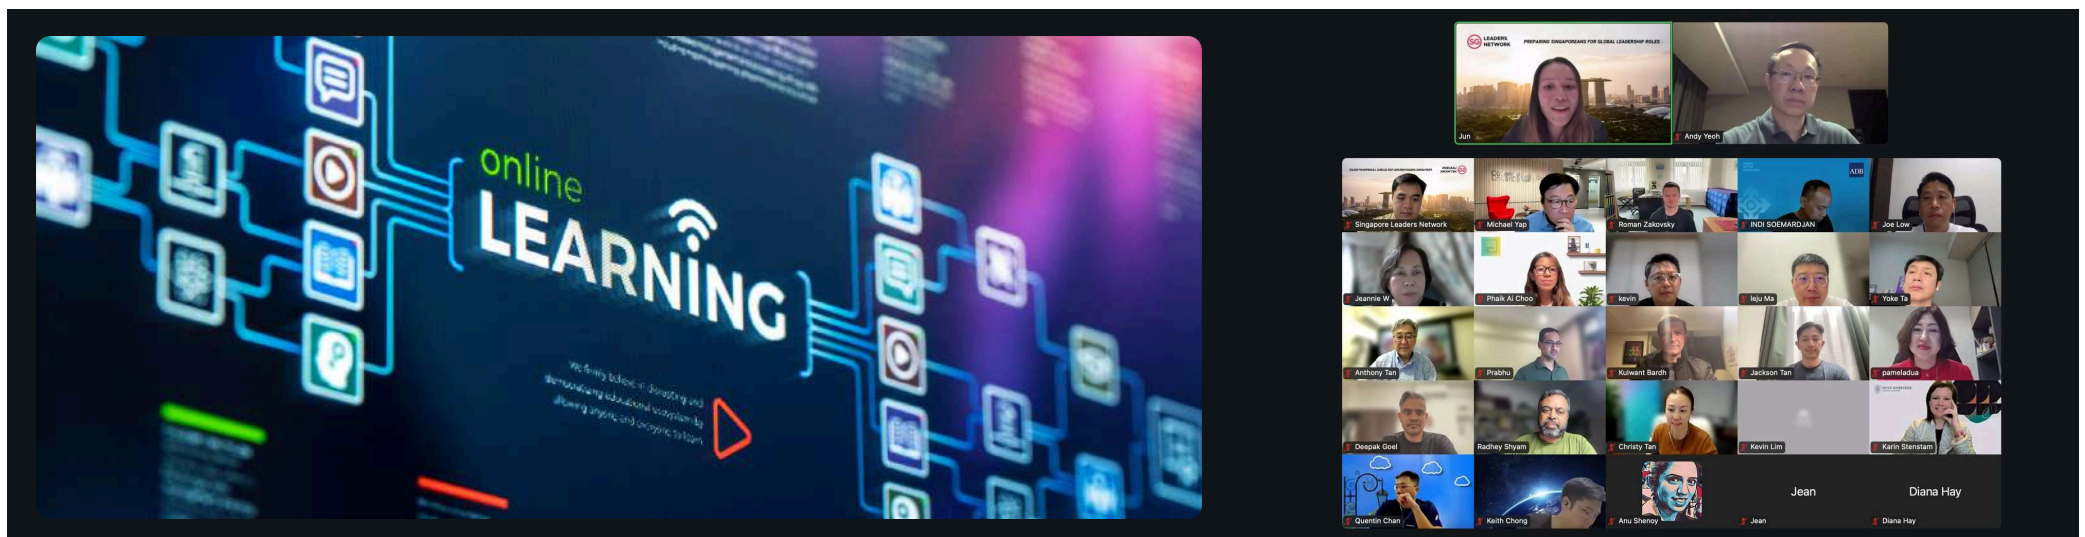 online
LEARNING
We firmly believe in
democratizing educational ecosystem by
allowing anyone and everyone to learn
SG LEADERS
NETWORK
PREPARING SINGAPOREANS FOR GLOBAL LEADERSHIP ROLES
Jun
Andy Yeoh
ADB
Singapore Leaders Network
Michael Yap
Roman Zakovsky
INDI SOEMARDJAN
Joe Low
Jeannie W
Phaik Ai Choo
kevin
leju Ma
Yoke Ta
Anthony Tan
Prabhu
Kulwant Bardh
Jackson Tan
pameladua
Deepak Goel
Radhey Shyam
Christy Tan
Kevin Lim
Karin Stenstam
Quentin Chan
Keith Chong
Anu Shenoy
Jean
Jean
Diana Hay
Diana Hay